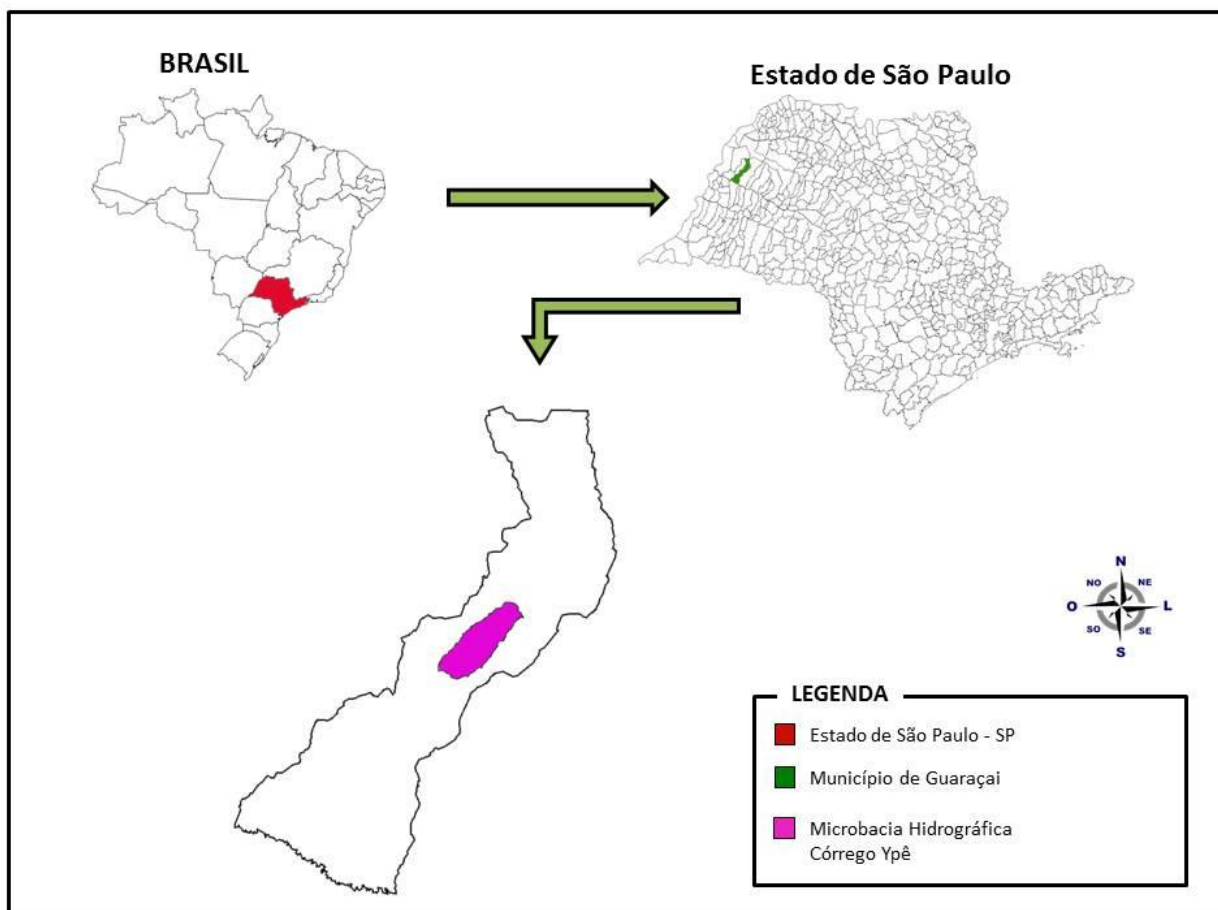 BRASIL
Estado de São Paulo
N
NO
NE
O
L
SO
SE
S
LEGENDA
Estado de São Paulo - SP
Município de Guaraçai
Microbacia Hidrográfica
Córrego Ypê